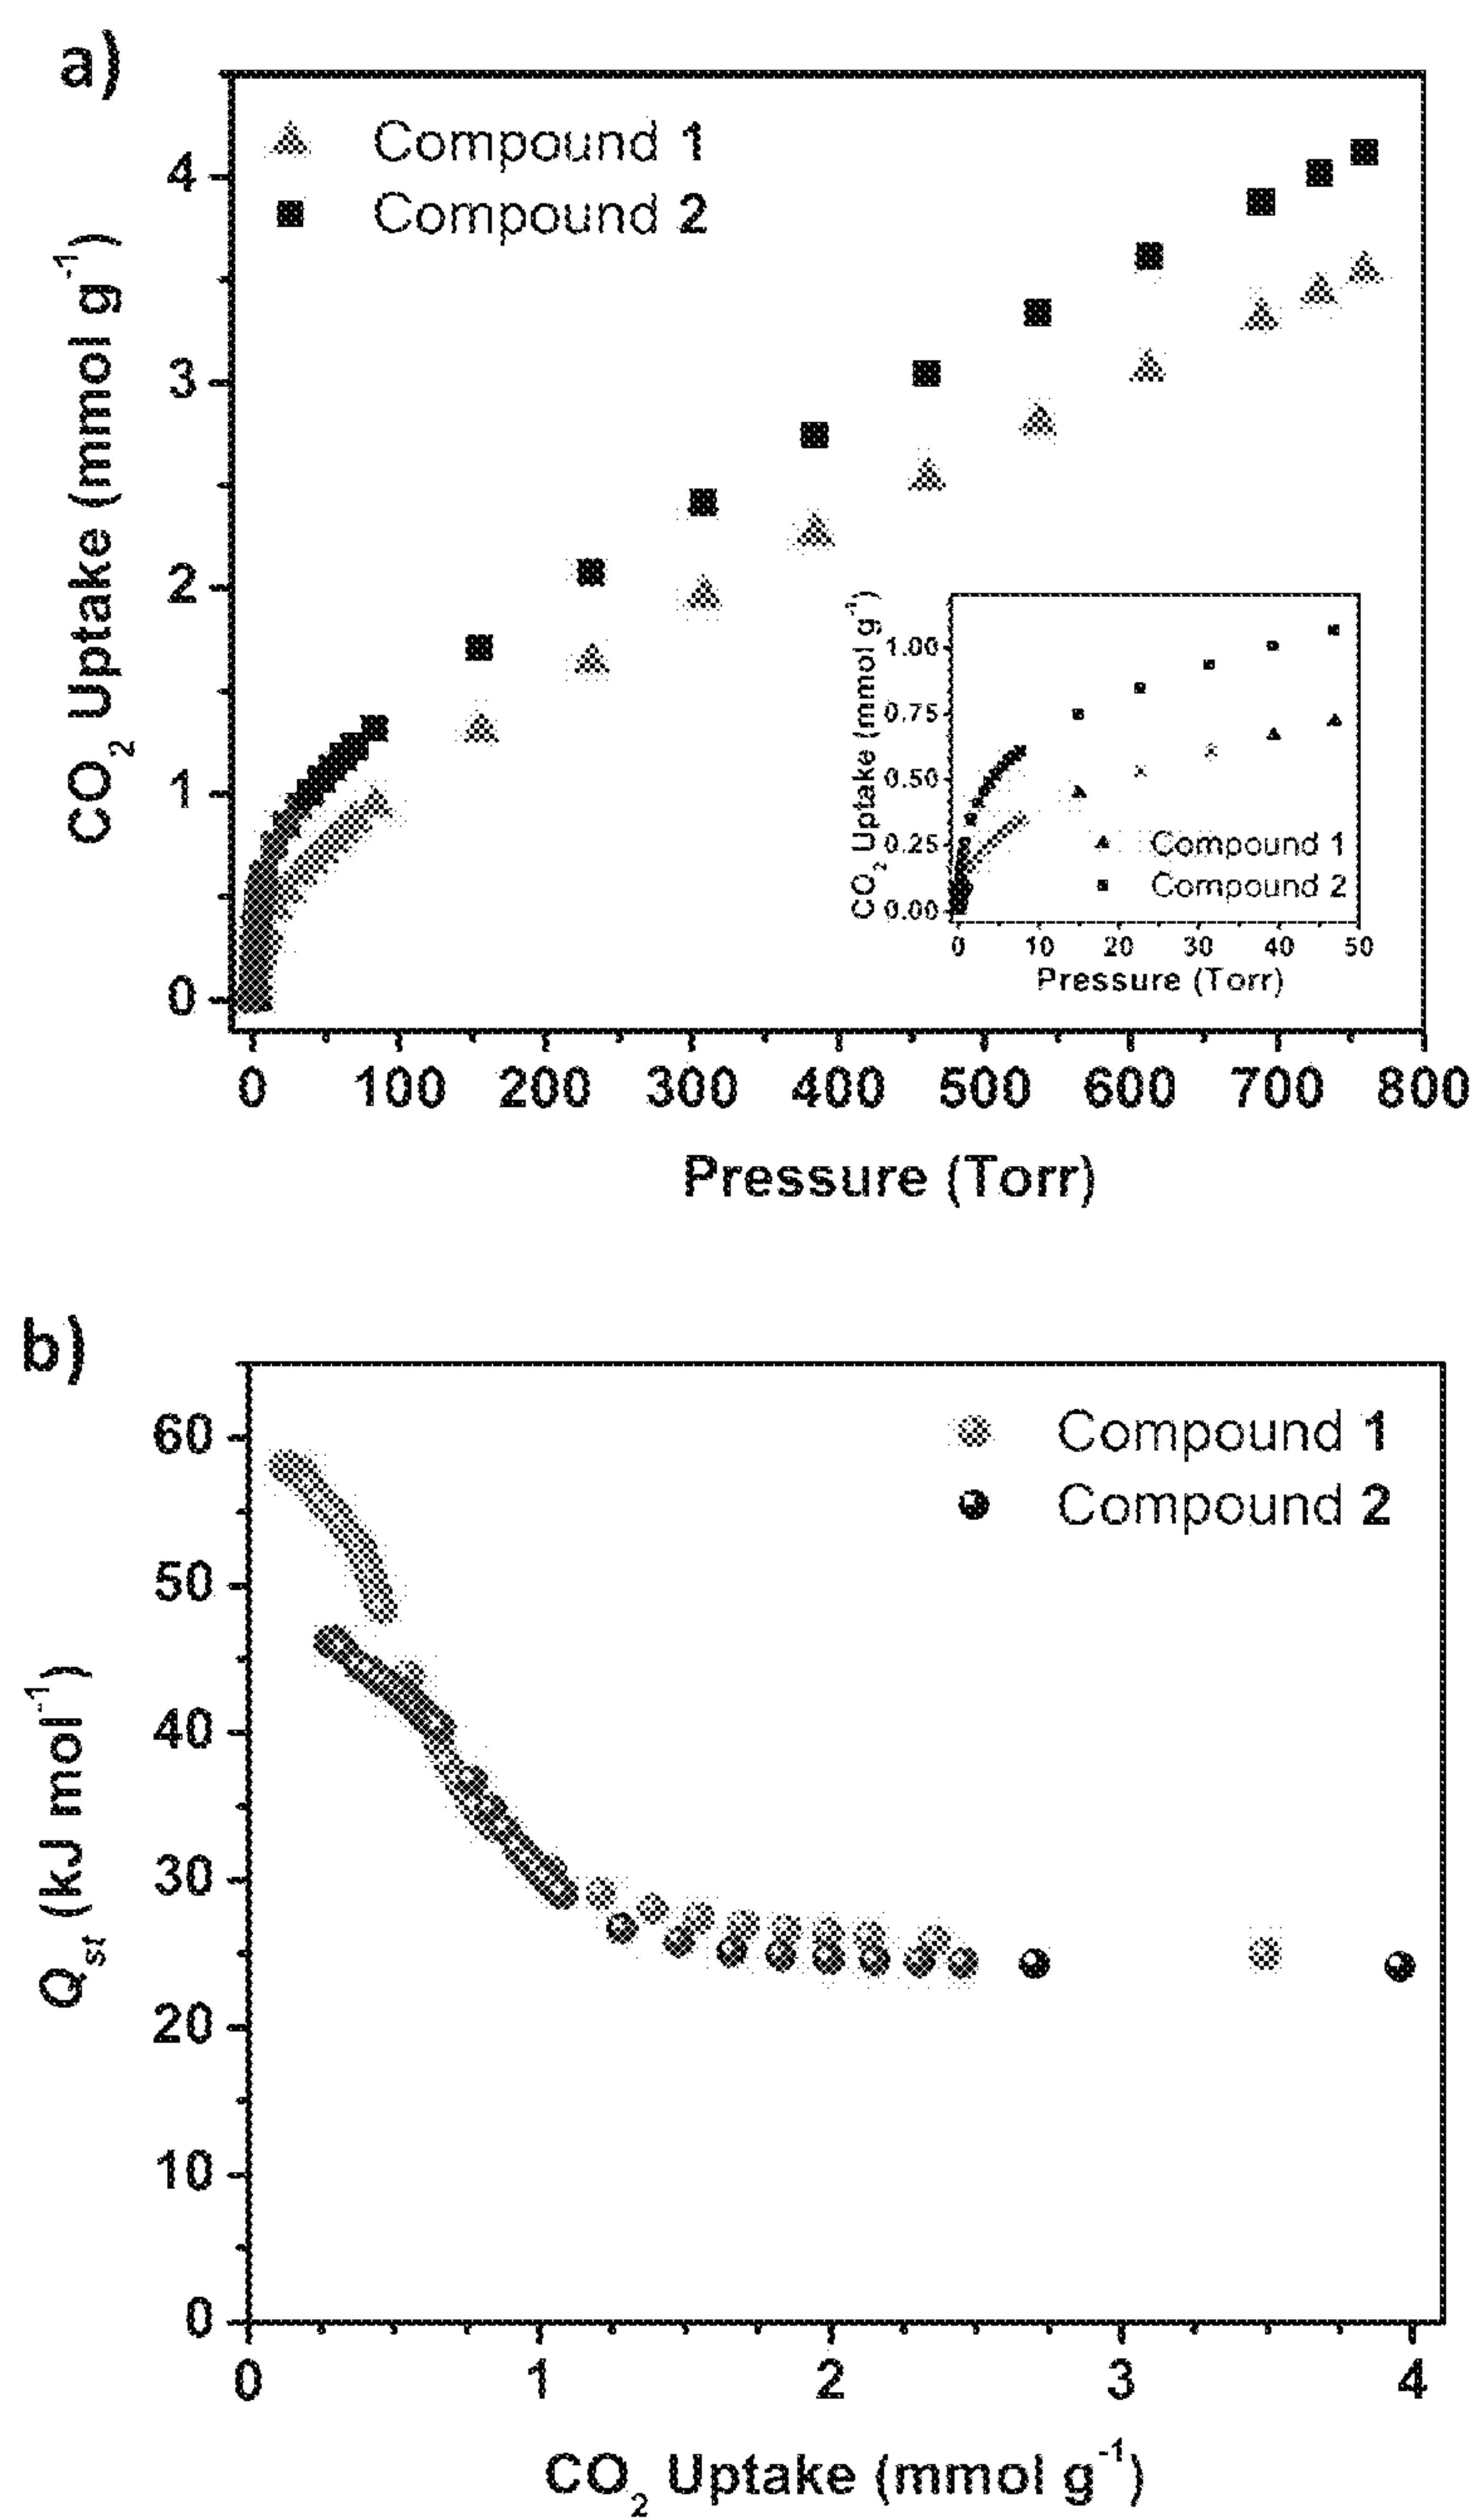 a)
Compound 1
Compound 2
4
3
2
1
0
CO2 Uptake (mmol g-1)
0 100 200 300 400 500 600 700 800
Pressure (Torr)
1.00
0.75
0.50
0.25
0.00
CO2 Uptake (mmol g-1)
Compound 1
Compound 2
0 10 20 30 40 50
Pressure (Torr)
b)
Compound 1
Compound 2
60
50
40
30
20
10
0
Qst (kJ mol-1)
0 1 2 3 4
CO2 Uptake (mmol g-1)